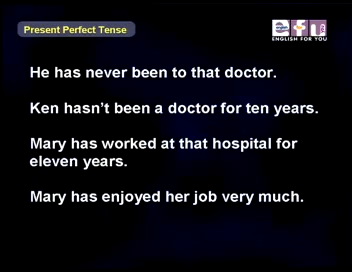 Present Perfect Tense
ENGLISH FOR YOU
He has never been to that doctor.
Ken hasn't been a doctor for ten years.
Mary has worked at that hospital for
eleven years.
Mary has enjoyed her job very much.